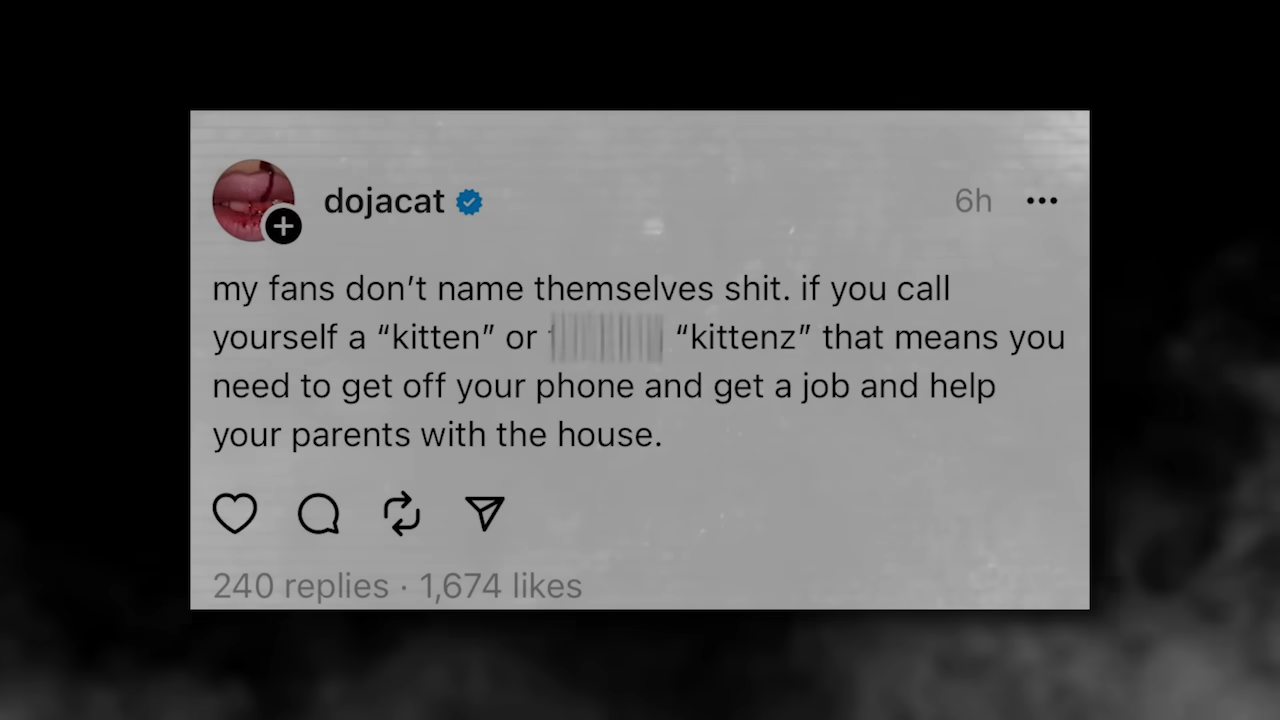 dojacat
6h
my fans don’t name themselves shit. if you call
yourself a “kitten” or “kittenz” that means you
need to get off your phone and get a job and help
your parents with the house.
240 replies · 1,674 likes